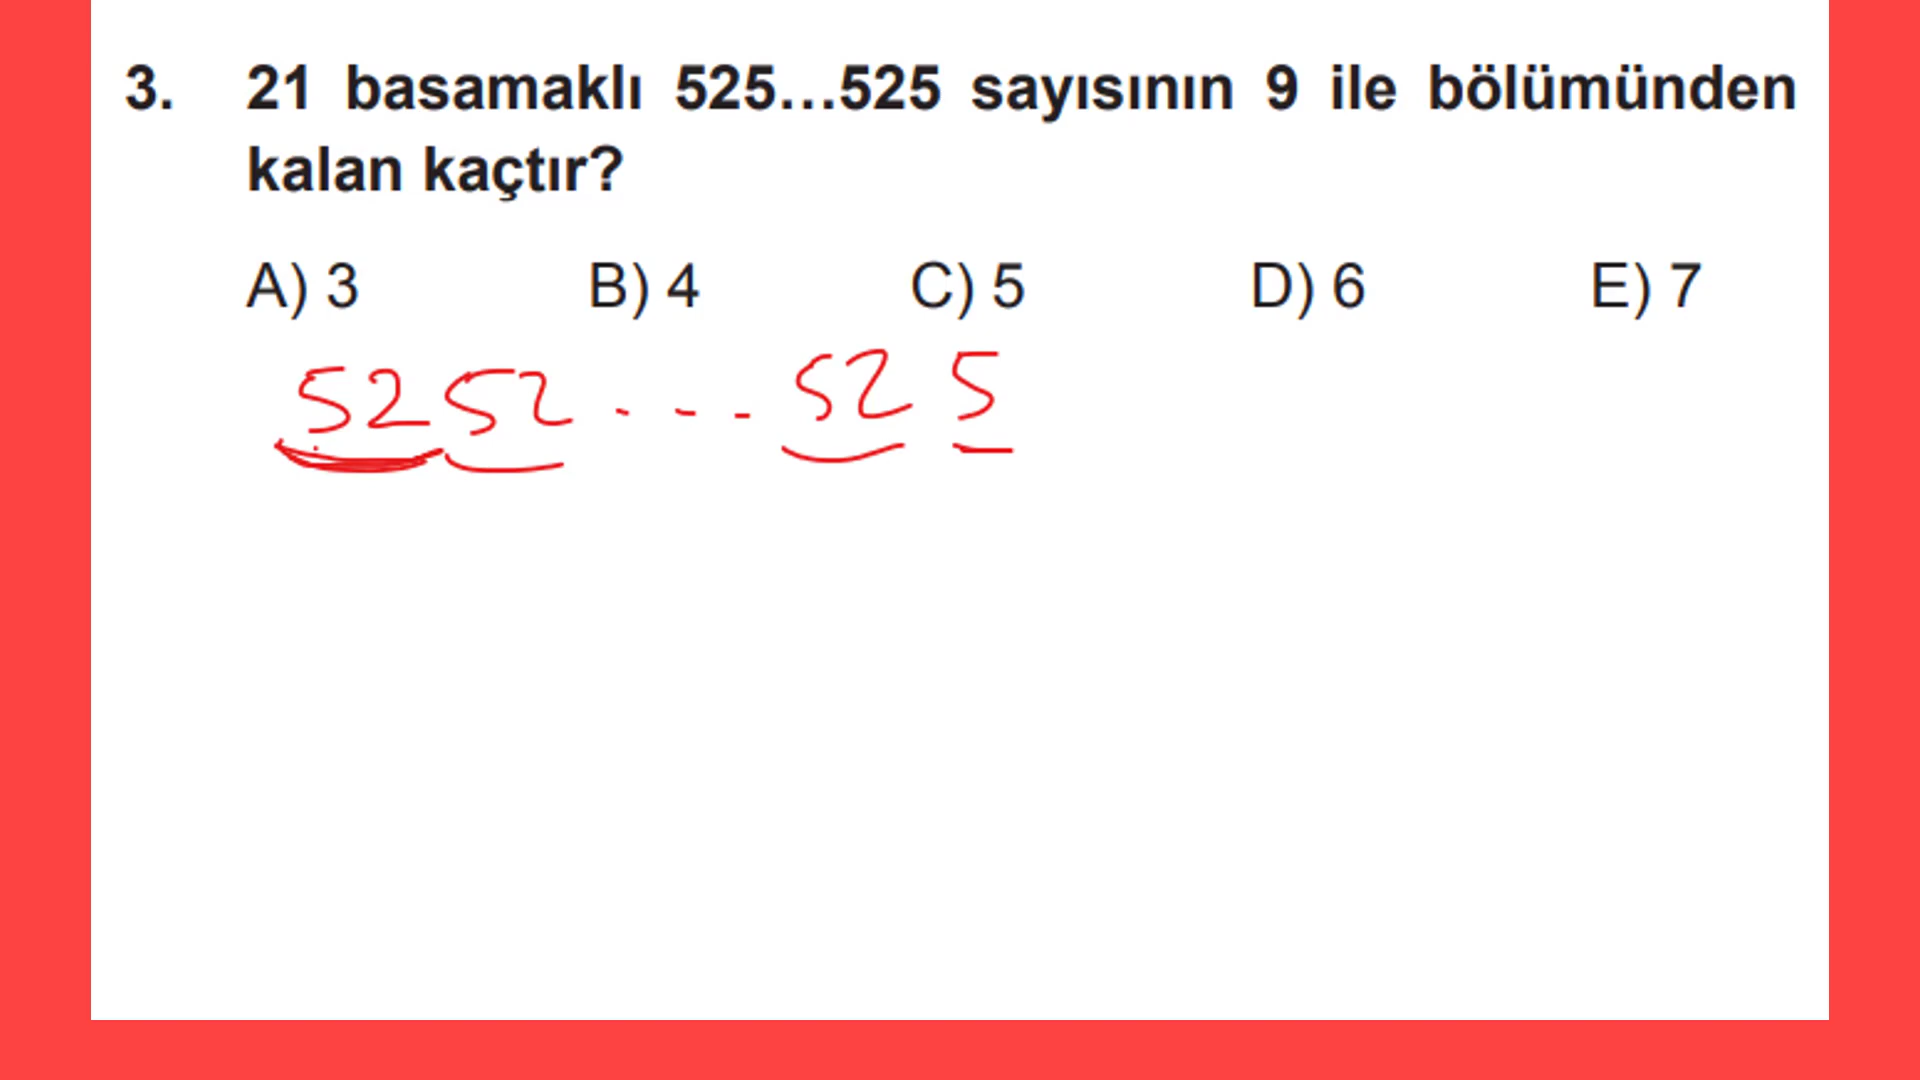 3. 21 basamaklı 525...525 sayısının 9 ile bölümünden
kalan kaçtır?
A) 3 B) 4 C) 5 D) 6 E) 7
5252 ... 525